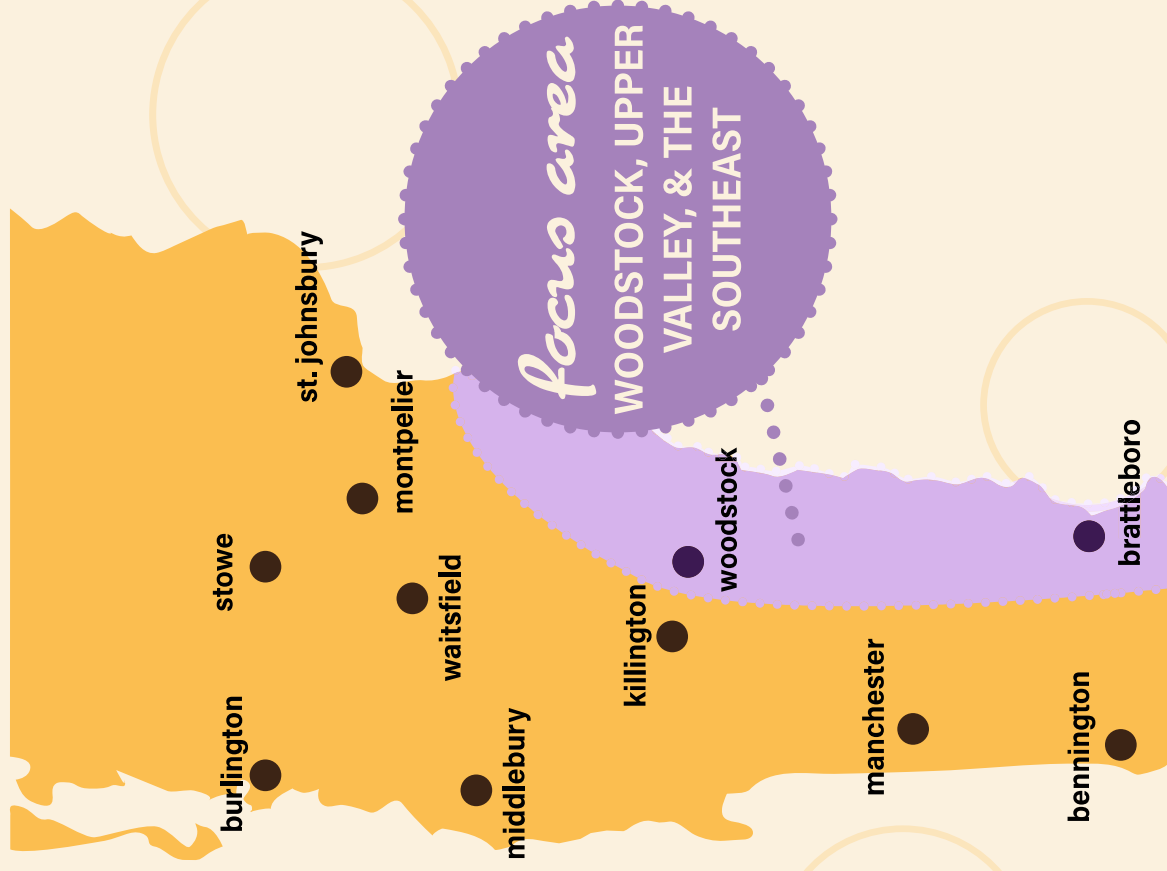 focus area
WOODSTOCK, UPPER
VALLEY, & THE
SOUTHEAST
burlington
stowe
st. johnsbury
montpelier
waitsfield
middlebury
killington
woodstock
manchester
bennington
brattleboro